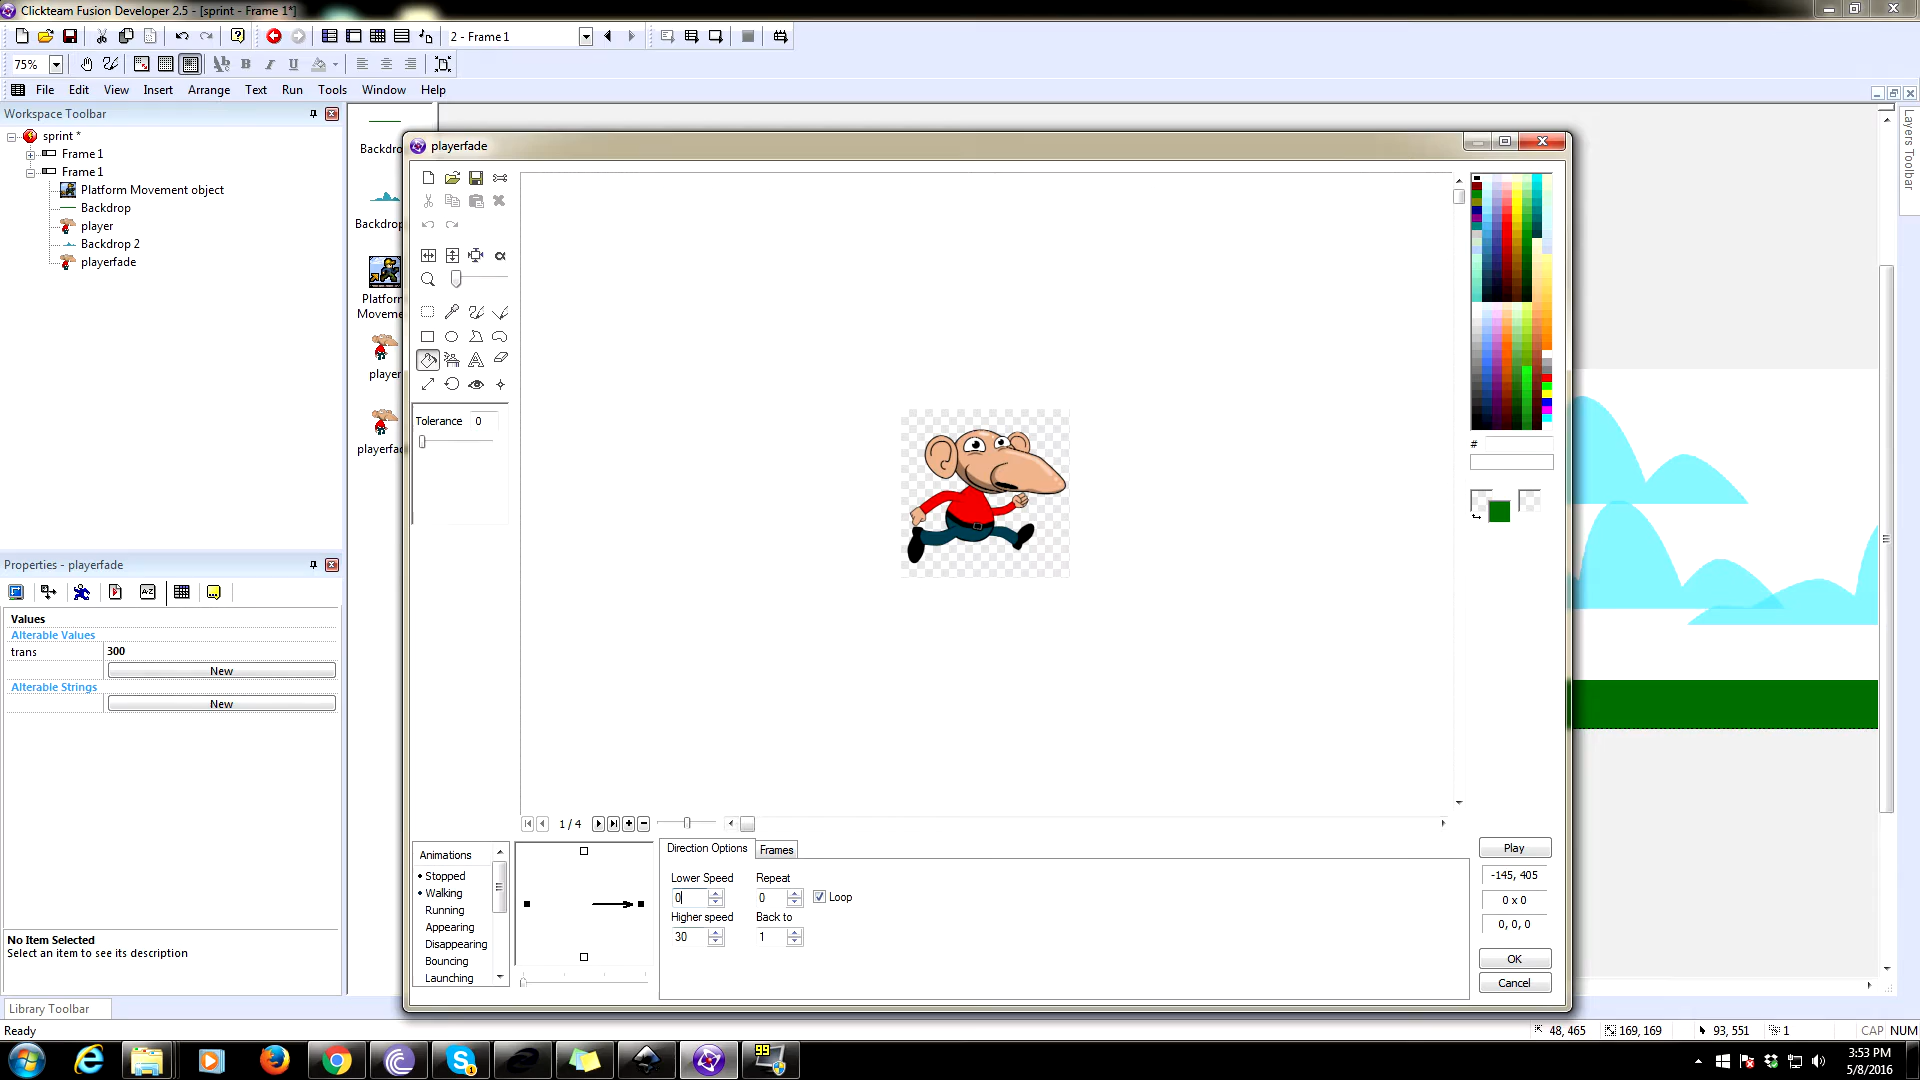 Clickteam Fusion Developer 2.5 - [sprint - Frame 1*]
2 - Frame 1
75%
File Edit View Insert Arrange Text Run Tools Window Help
Workspace Toolbar
sprint *
Frame 1
Frame 1
Platform Movement object
Backdrop
player
Backdrop 2
playerfade
Properties - playerfade
Values
Alterable Values
trans 300
New
Alterable Strings
New
No Item Selected
Select an item to see its description
Library Toolbar
Ready
Platform
player
playerfade
Tolerance 0
#
1 / 4
Animations
Stopped
Walking
Running
Appearing
Disappearing
Bouncing
Launching
Direction Options Frames
Lower Speed Repeat
0 0 Loop
Higher speed Back to
30 1
Play
-145, 405
0 x 0
0, 0, 0
OK
Cancel
Layers Toolbar
48, 465 169, 169 93, 551 1 CAP NUM
99
3:53 PM
5/8/2016